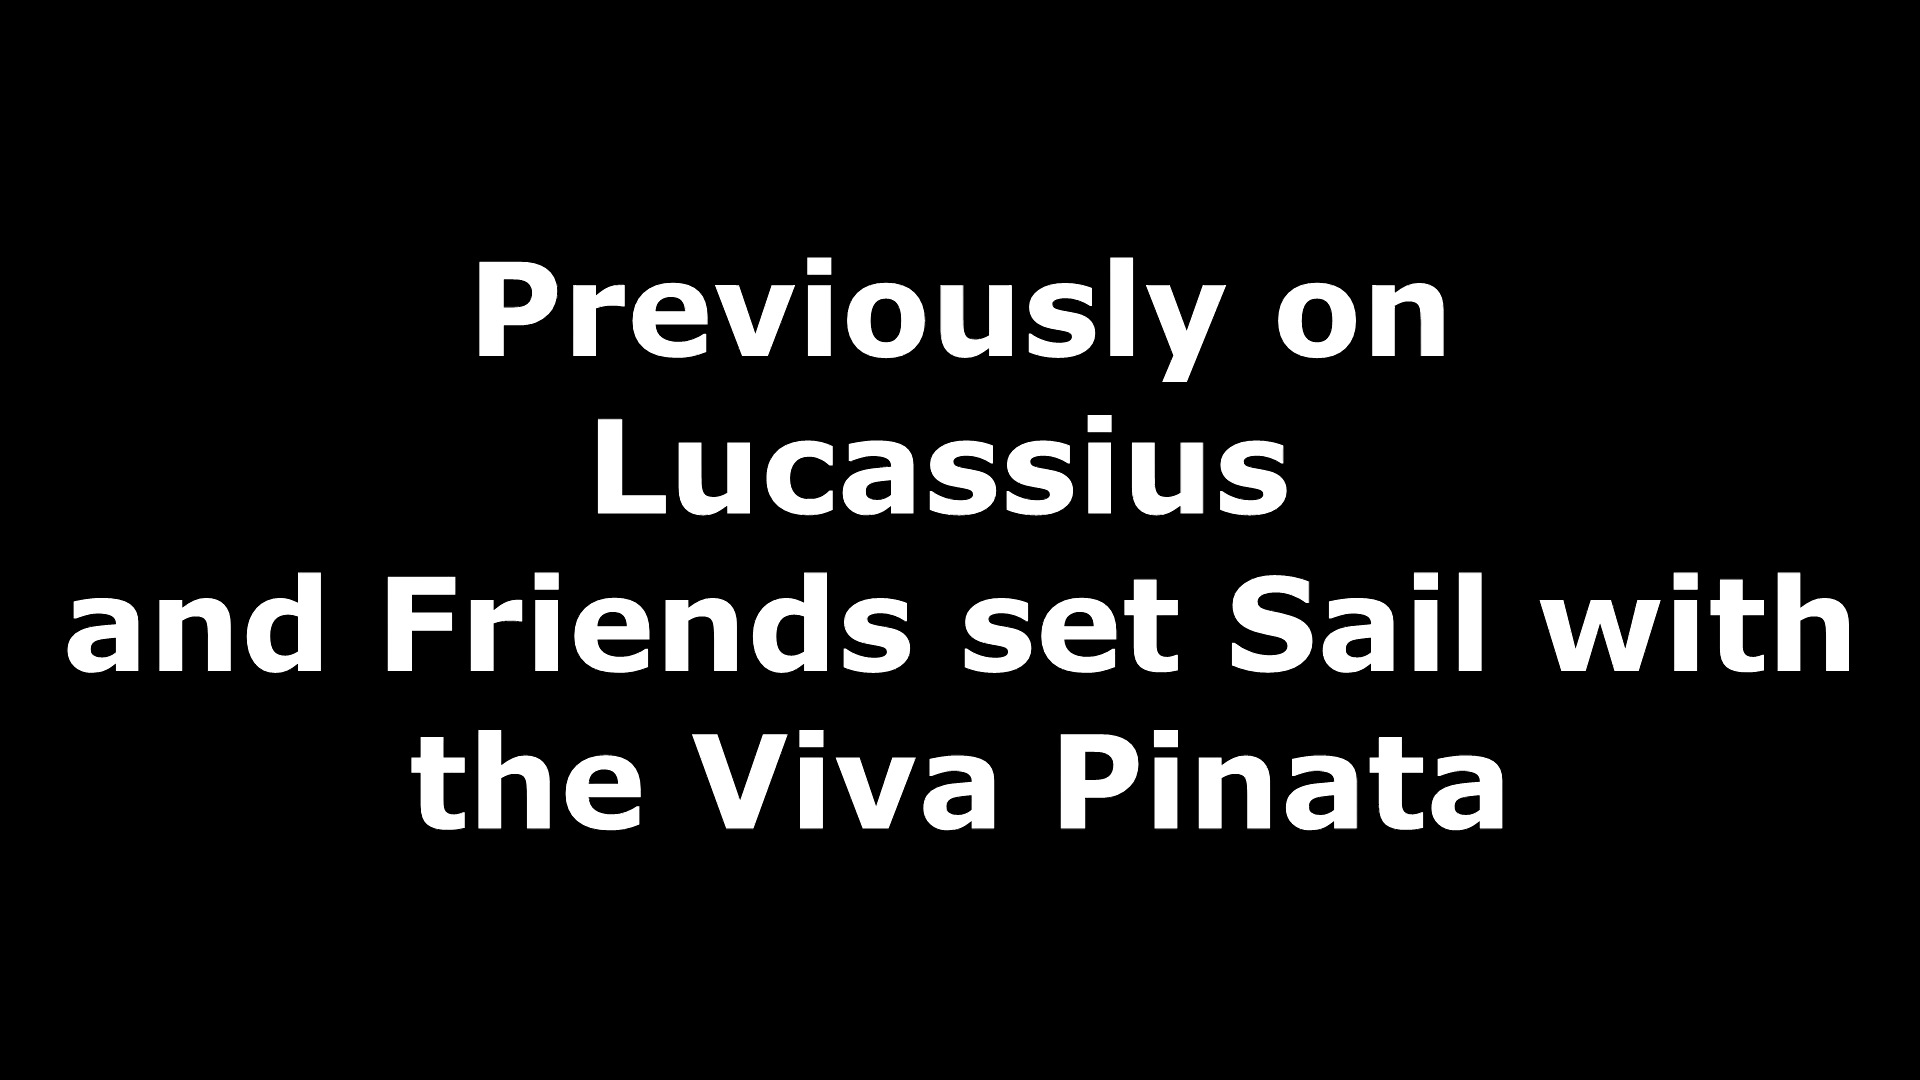 Previously on
Lucassius
and Friends set Sail with
the Viva Pinata